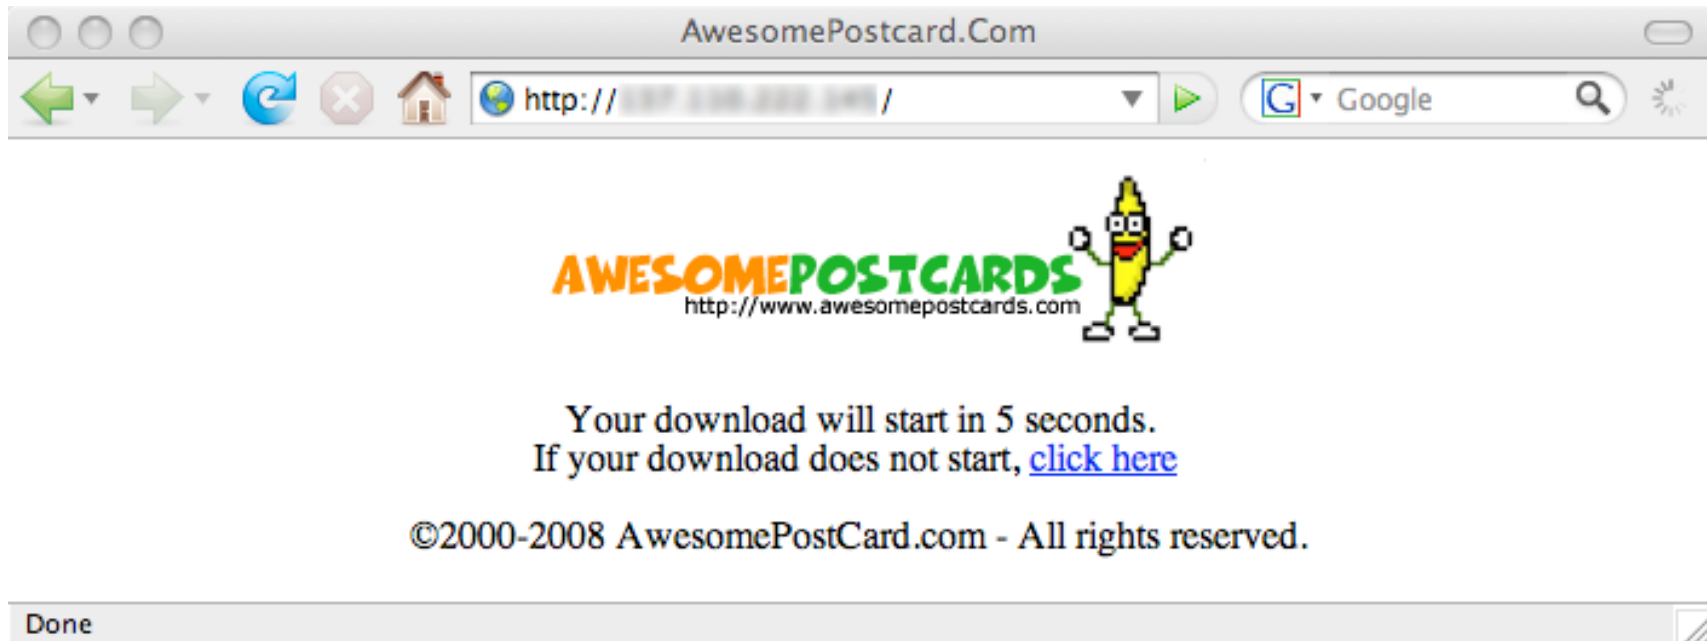 AwesomePostcard.Com
http:// /
Google
AWESOMEPOSTCARDS
http://www.awesomepostcards.com
Your download will start in 5 seconds.
If your download does not start, click here
©2000-2008 AwesomePostCard.com - All rights reserved.
Done